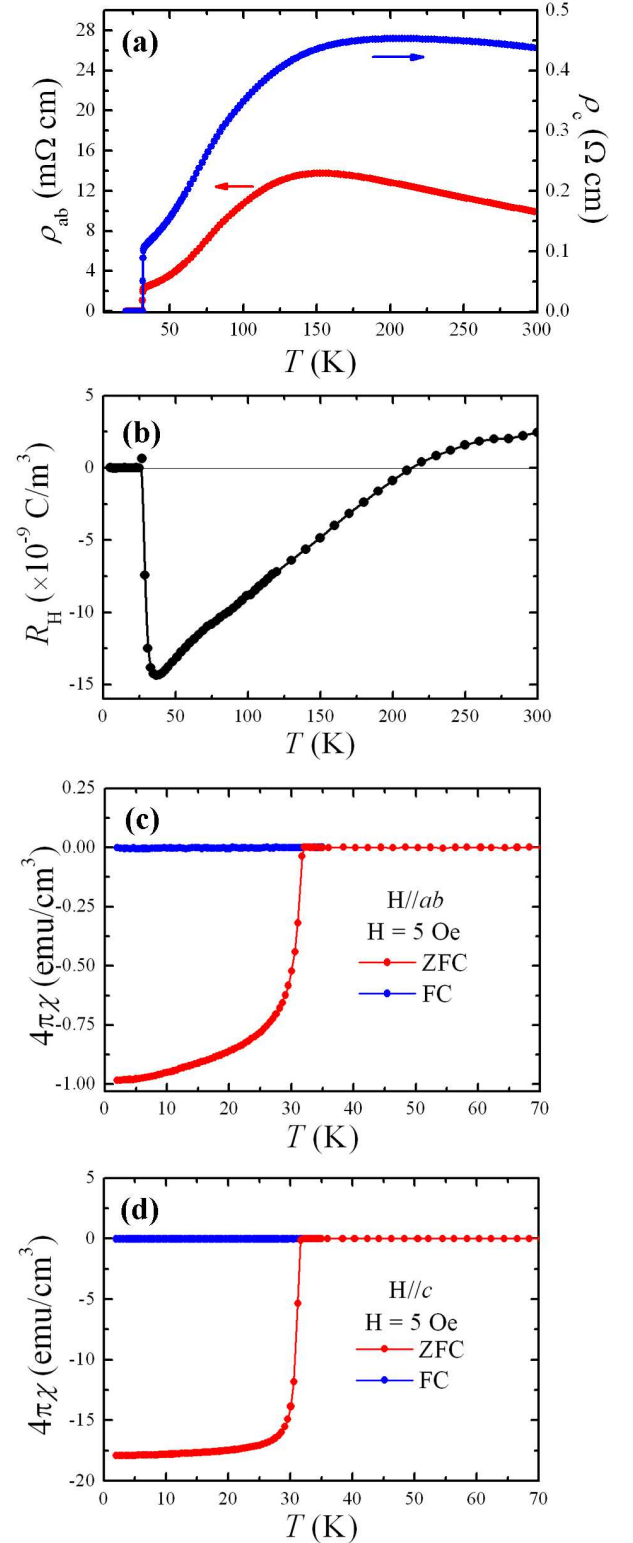 (a)
28
24
20
16
12
8
4
0
ρab (mΩ cm)
0.5
0.4
0.3
0.2
0.1
0.0
ρc (Ω cm)
50 100 150 200 250 300
T (K)
(b)
5
0
-5
-10
-15
RH (×10-9 C/m3)
50 100 150 200 250 300
T (K)
(c)
0.25
0.00
-0.25
-0.50
-0.75
-1.00
4πχ (emu/cm3)
H//ab
H = 5 Oe
ZFC
FC
0 10 20 30 40 50 60 70
T (K)
(d)
5
0
-5
-10
-15
-20
4πχ (emu/cm3)
H//c
H = 5 Oe
ZFC
FC
0 10 20 30 40 50 60 70
T (K)